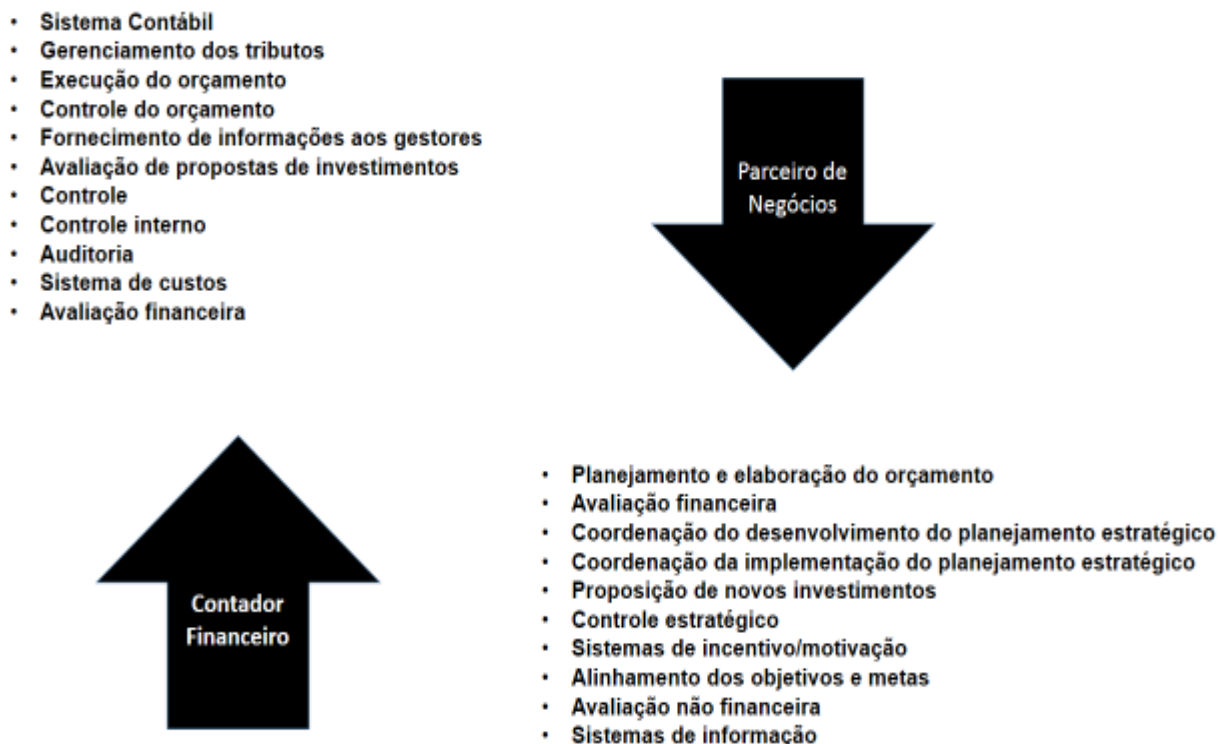 • Sistema Contábil
• Gerenciamento dos tributos
• Execução do orçamento
• Controle do orçamento
• Fornecimento de informações aos gestores
• Avaliação de propostas de investimentos
• Controle
• Controle interno
• Auditoria
• Sistema de custos
• Avaliação financeira
Parceiro de
Negócios
Contador
Financeiro
• Planejamento e elaboração do orçamento
• Avaliação financeira
• Coordenação do desenvolvimento do planejamento estratégico
• Coordenação da implementação do planejamento estratégico
• Proposição de novos investimentos
• Controle estratégico
• Sistemas de incentivo/motivação
• Alinhamento dos objetivos e metas
• Avaliação não financeira
• Sistemas de informação